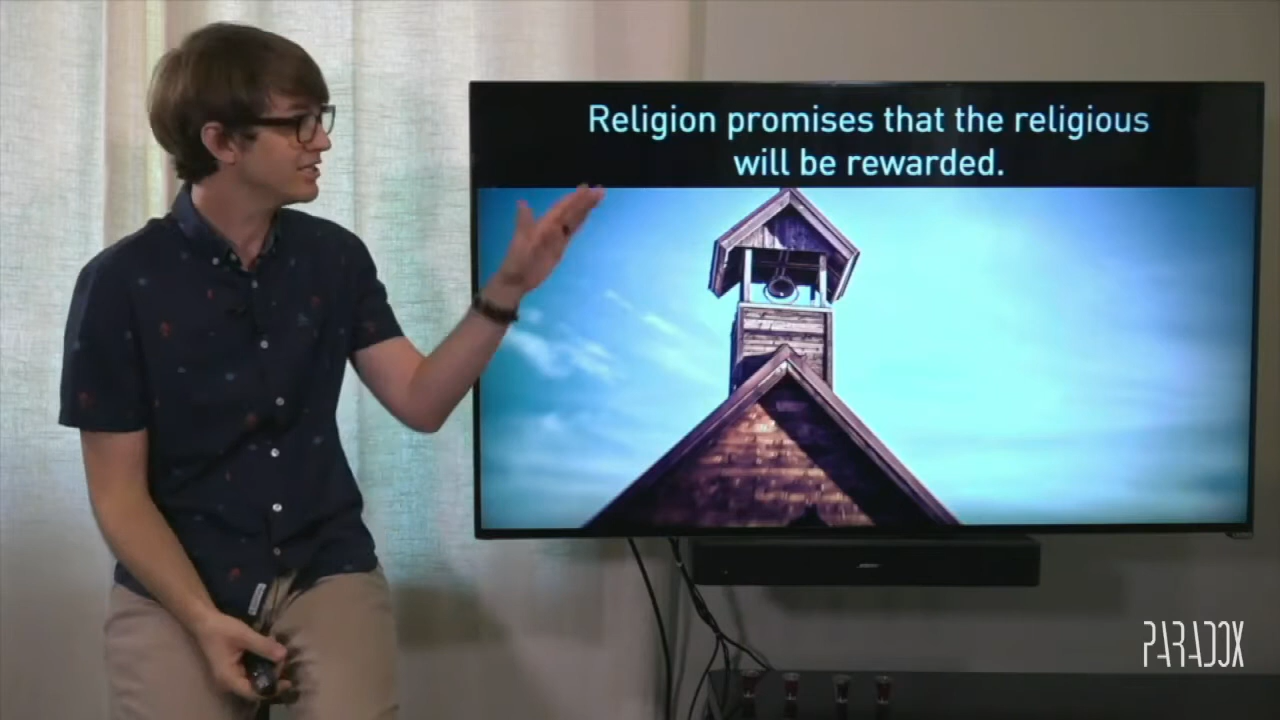 Religion promises that the religious
will be rewarded.
PARADOX